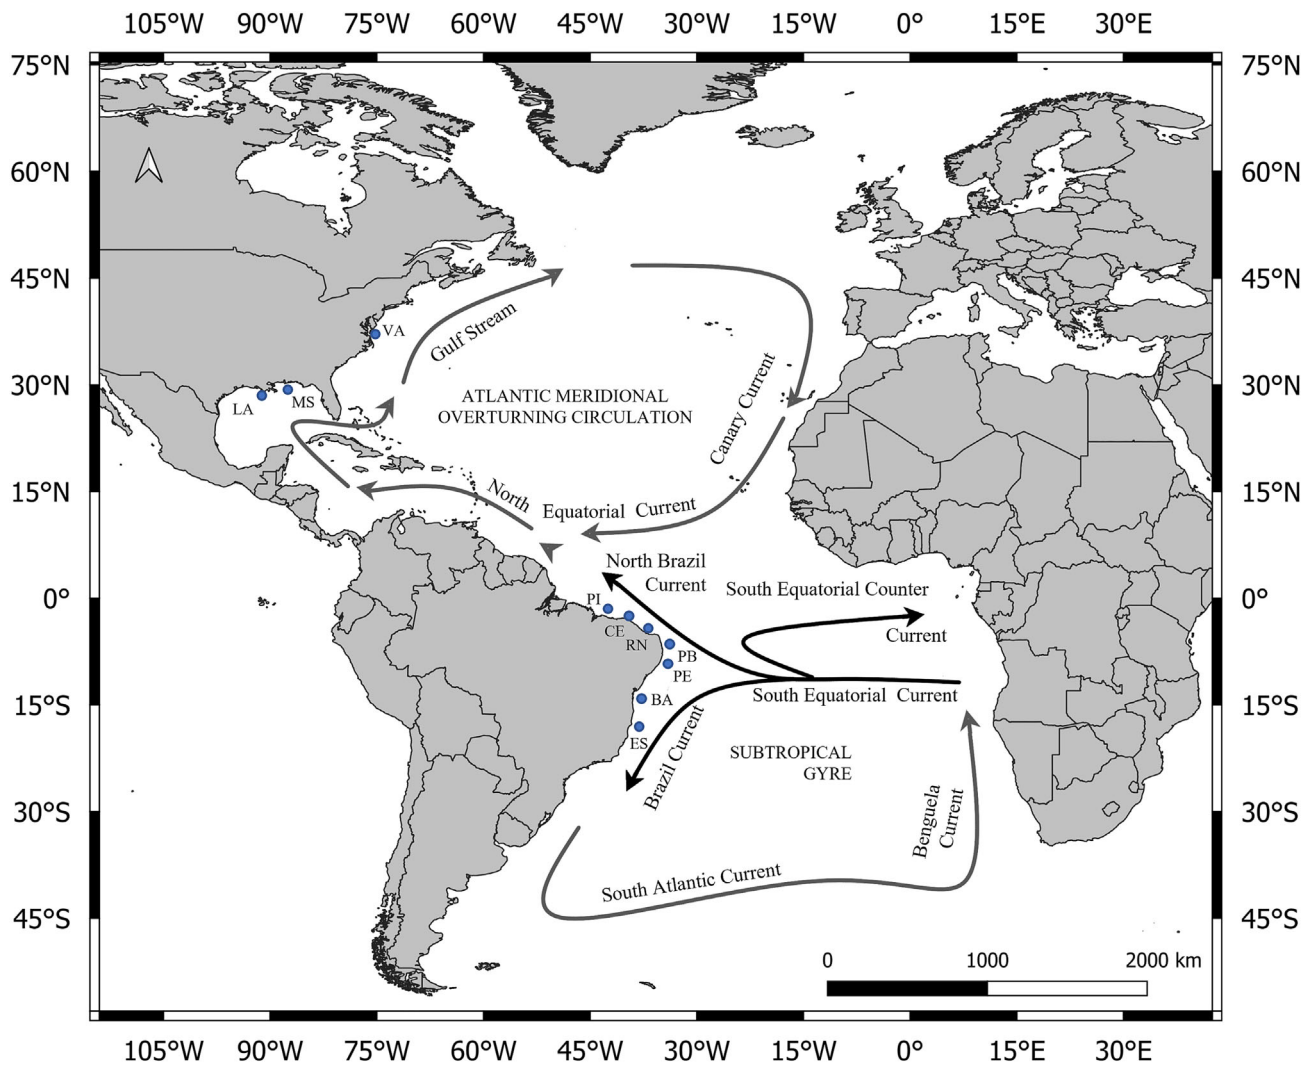 105°W 90°W 75°W 60°W 45°W 30°W 15°W 0° 15°E 30°E
75°N 75°N
60°N 60°N
45°N 45°N
Gulf Stream
VA
30°N 30°N
LA MS
ATLANTIC MERIDIONAL
OVERTURNING CIRCULATION
Canary Current
15°N 15°N
North
Equatorial Current
North Brazil
Current
South Equatorial Counter
Current
0° 0°
PI
CE
RN
PB
PE
South Equatorial Current
BA
15°S 15°S
ES
Brazil Current
SUBTROPICAL
GYRE
30°S 30°S
Benguela
Current
South Atlantic Current
45°S 45°S
0 1000 2000 km
105°W 90°W 75°W 60°W 45°W 30°W 15°W 0° 15°E 30°E